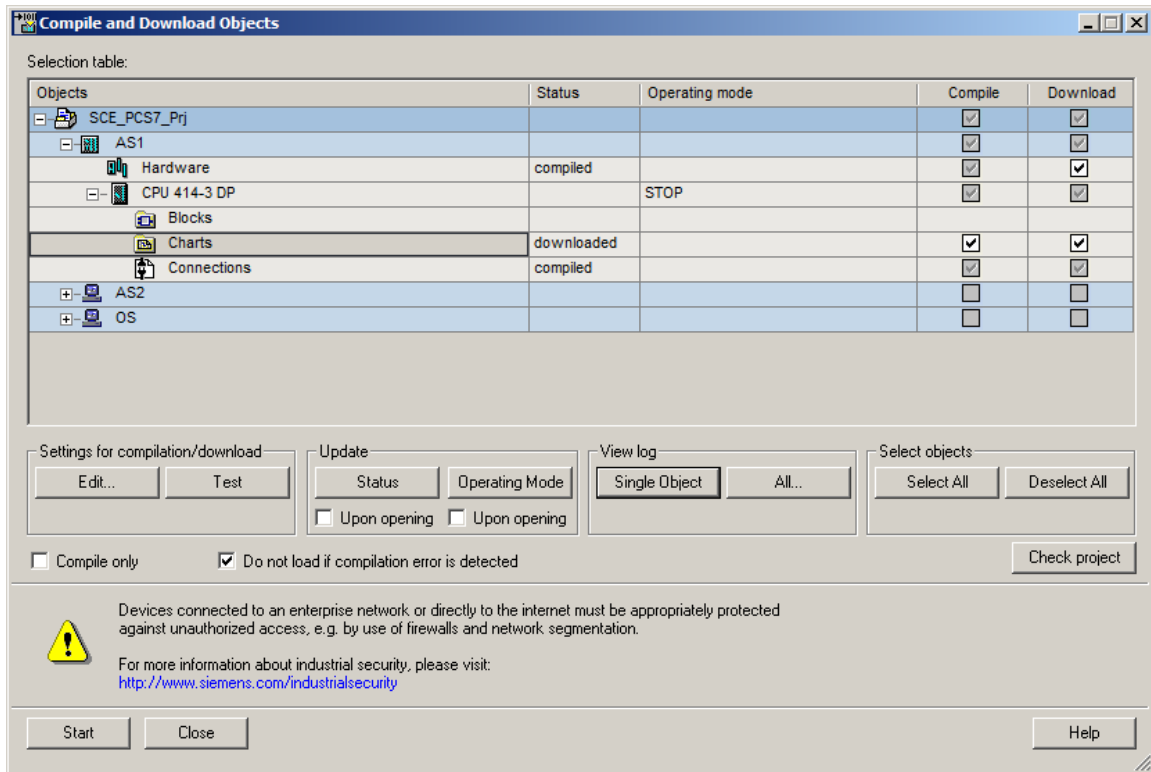 Compile and Download Objects
Selection table:
Objects Status Operating mode Compile Download
SCE_PCS7_Prj
AS1
Hardware compiled
CPU 414-3 DP STOP
Blocks
Charts downloaded
Connections compiled
AS2
OS
Settings for compilation/download Update View log Select objects
Edit... Test Status Operating Mode Single Object All... Select All Deselect All
Upon opening Upon opening
Compile only Do not load if compilation error is detected Check project
Devices connected to an enterprise network or directly to the internet must be appropriately protected
against unauthorized access, e.g. by use of firewalls and network segmentation.
For more information about industrial security, please visit:
http://www.siemens.com/industrialsecurity
Start Close Help